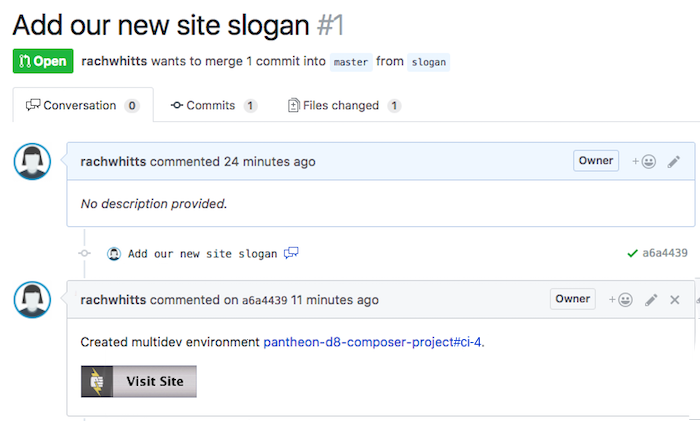 Add our new site slogan #1
Open rachwhitts wants to merge 1 commit into master from slogan
Conversation 0 Commits 1 Files changed 1
rachwhitts commented 24 minutes ago Owner
No description provided.
Add our new site slogan a6a4439
rachwhitts commented on a6a4439 11 minutes ago Owner
Created multidev environment pantheon-d8-composer-project#ci-4.
Visit Site